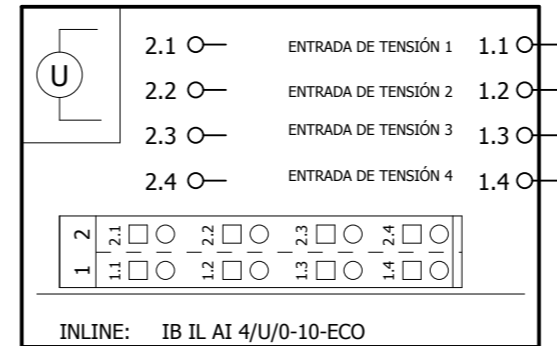 U
2.1 ENTRADA DE TENSIÓN 1 1.1
2.2 ENTRADA DE TENSIÓN 2 1.2
2.3 ENTRADA DE TENSIÓN 3 1.3
2.4 ENTRADA DE TENSIÓN 4 1.4
2 2.1 2.2 2.3 2.4
1 1.1 1.2 1.3 1.4
INLINE: IB IL AI 4/U/0-10-ECO